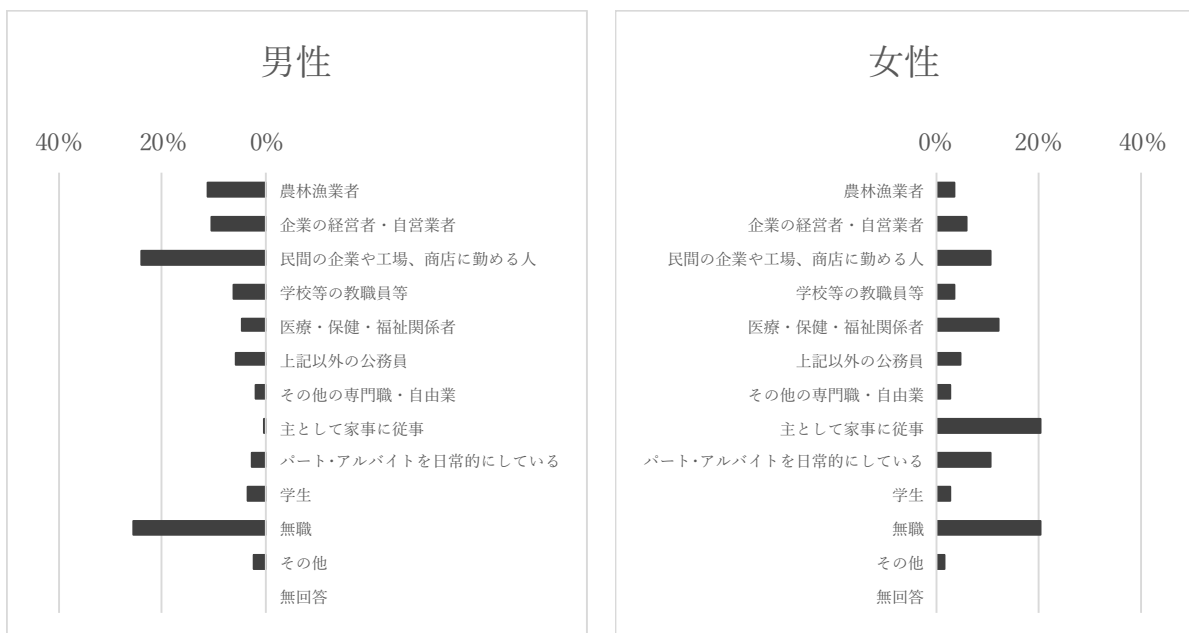 男性
40% 20% 0%
農林漁業者
企業の経営者・自営業者
民間の企業や工場、商店に勤める人
学校等の教職員等
医療・保健・福祉関係者
上記以外の公務員
その他の専門職・自由業
主として家事に従事
パート・アルバイトを日常的にしている
学生
無職
その他
無回答
女性
0% 20% 40%
農林漁業者
企業の経営者・自営業者
民間の企業や工場、商店に勤める人
学校等の教職員等
医療・保健・福祉関係者
上記以外の公務員
その他の専門職・自由業
主として家事に従事
パート・アルバイトを日常的にしている
学生
無職
その他
無回答